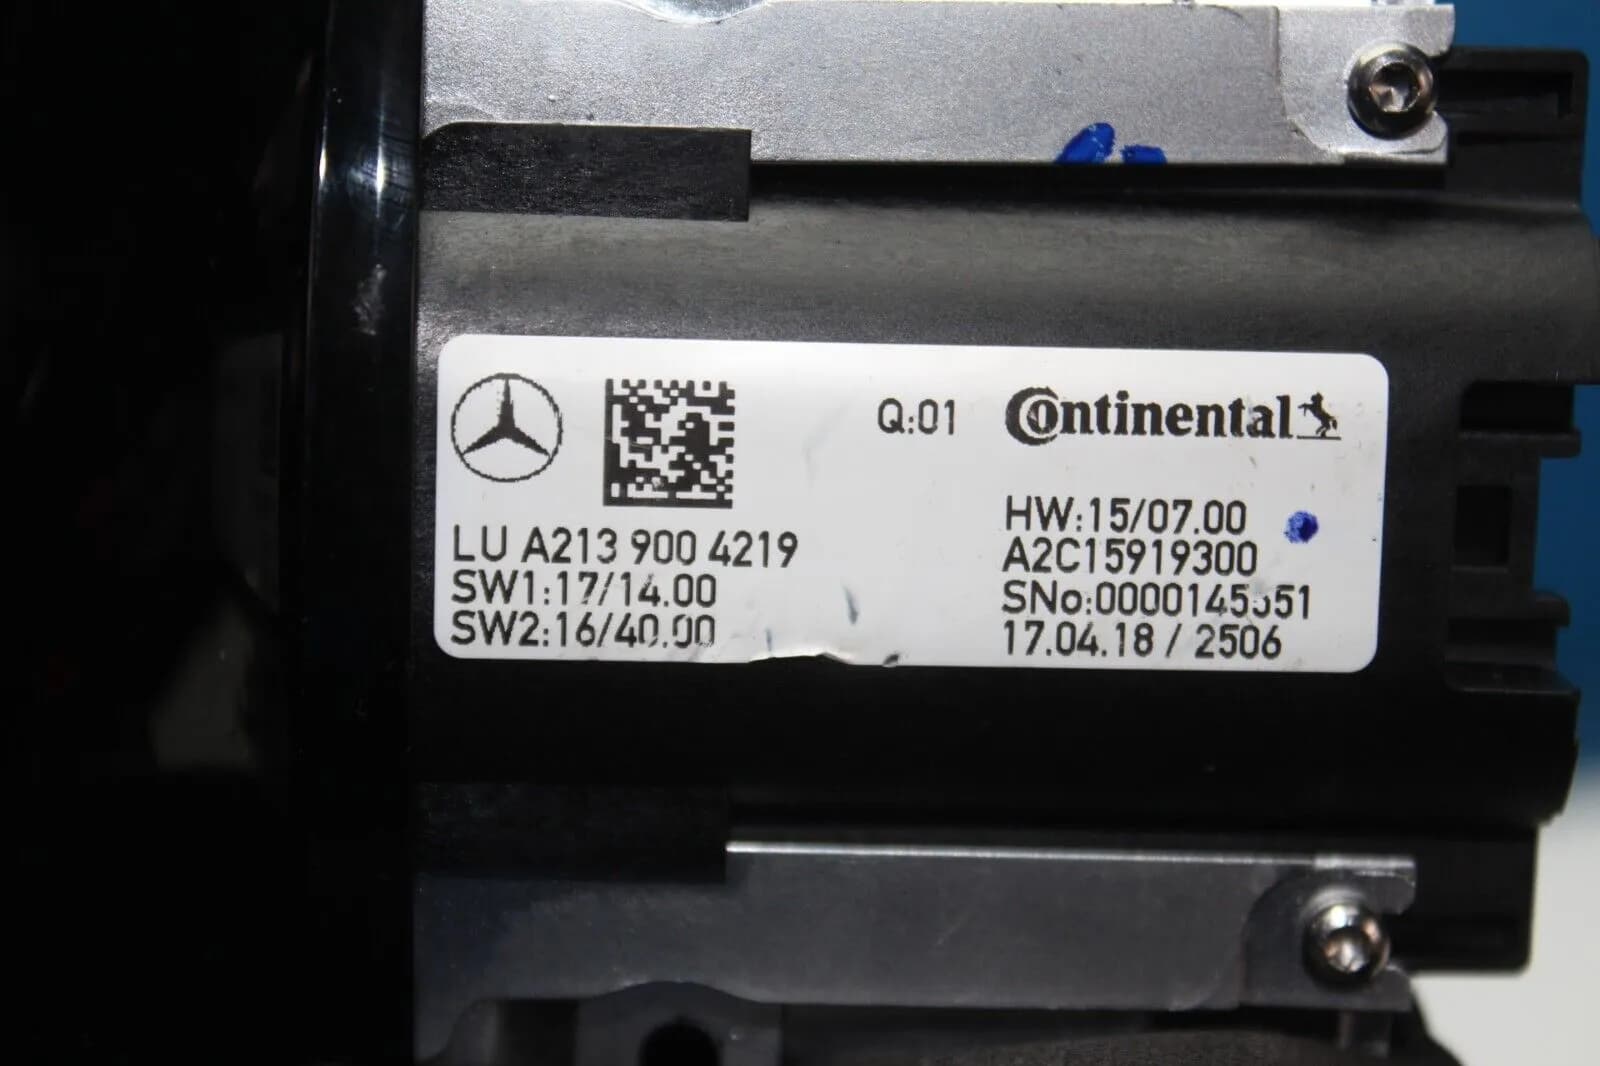 Q:01 Continental
LU A213 900 4219
SW1:17/14.00
SW2:16/40.00
HW:15/07.00
A2C15919300
17.04.18 / 2506